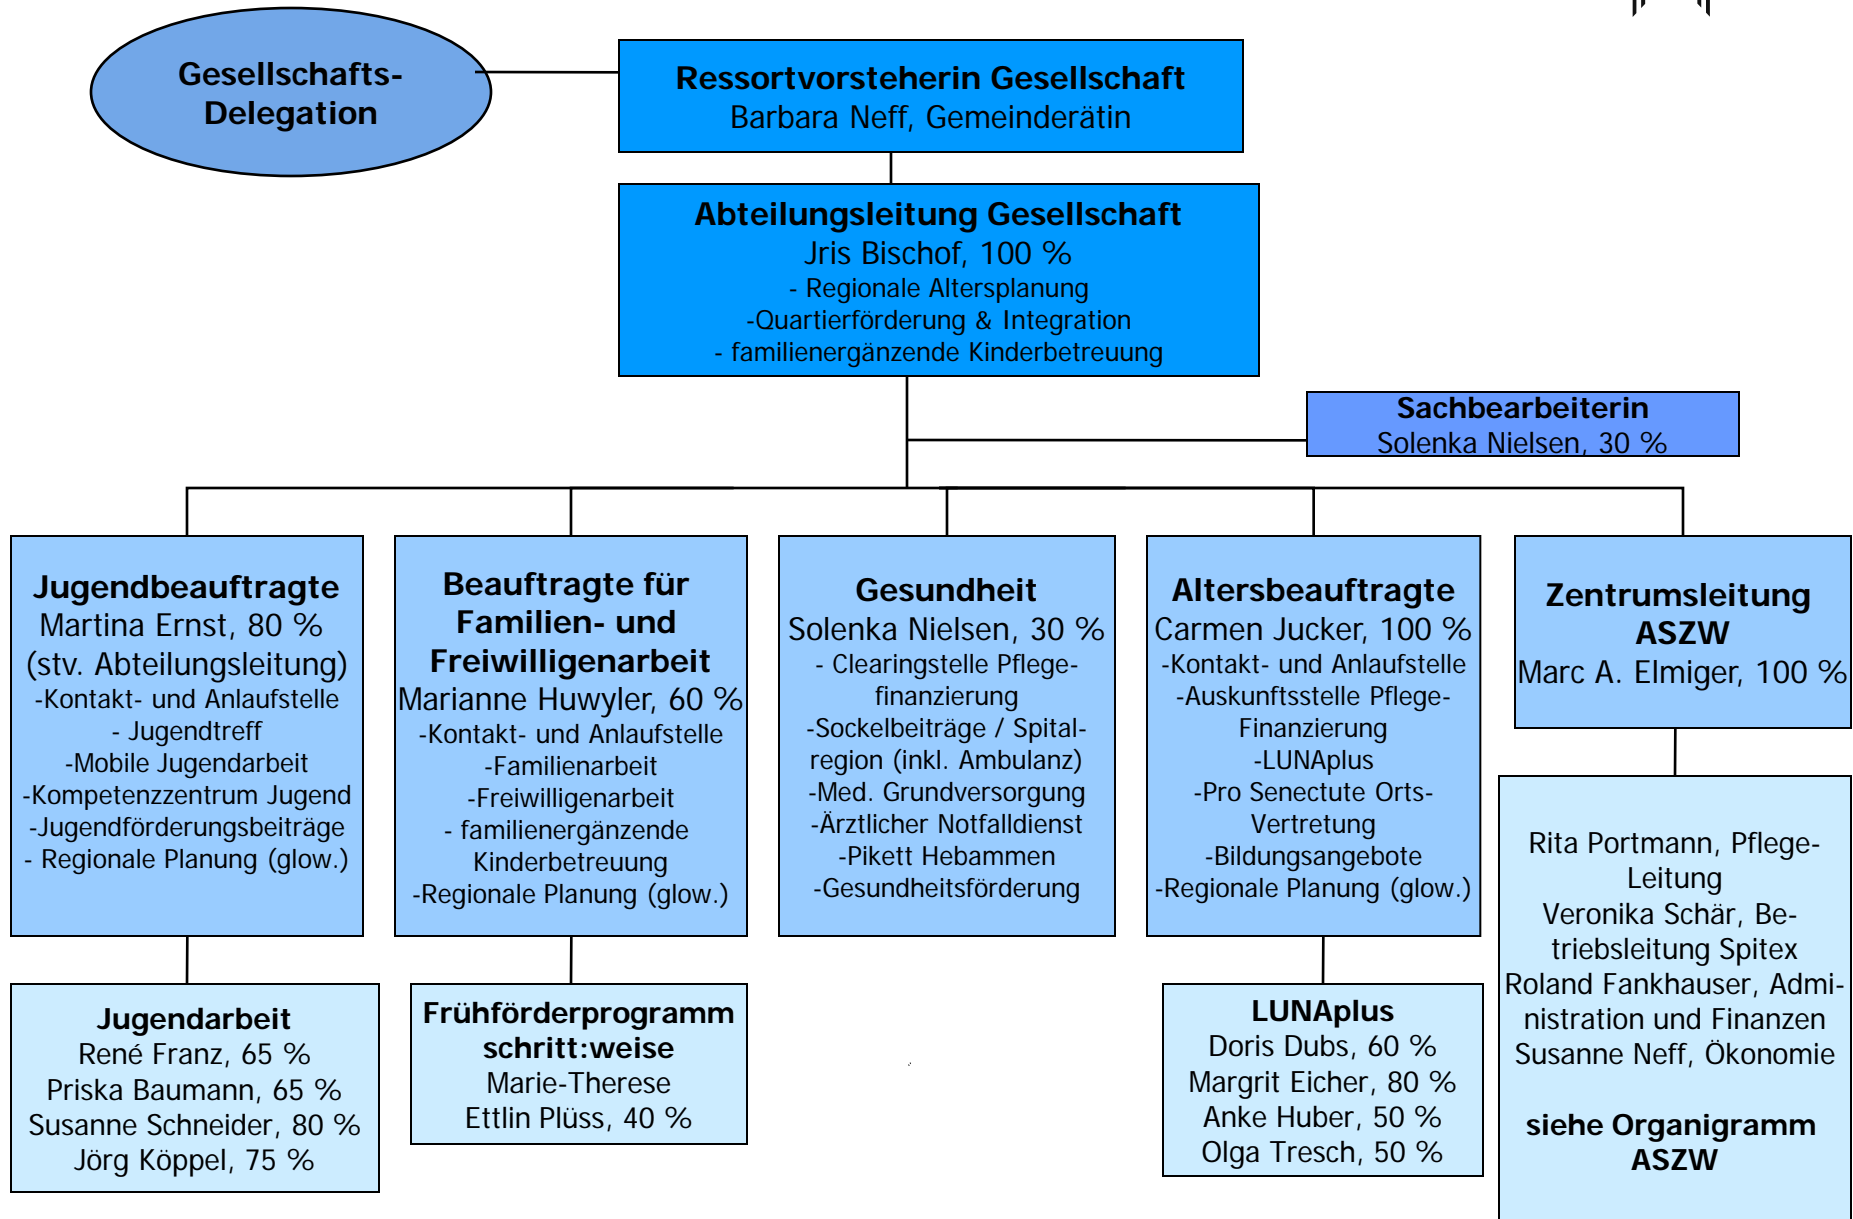 Gesellschafts-
Delegation
Ressortvorsteherin Gesellschaft
Barbara Neff, Gemeinderätin
Abteilungsleitung Gesellschaft
Jris Bischof, 100 %
- Regionale Altersplanung
-Quartierförderung & Integration
- familienergänzende Kinderbetreuung
Sachbearbeiterin
Solenka Nielsen, 30 %
Jugendbeauftragte
Martina Ernst, 80 %
(stv. Abteilungsleitung)
-Kontakt- und Anlaufstelle
- Jugendtreff
-Mobile Jugendarbeit
-Kompetenzzentrum Jugend
-Jugendförderungsbeiträge
- Regionale Planung (glow.)
Beauftragte für
Familien- und
Freiwilligenarbeit
Marianne Huwyler, 60 %
-Kontakt- und Anlaufstelle
-Familienarbeit
-Freiwilligenarbeit
- familienergänzende
Kinderbetreuung
-Regionale Planung (glow.)
Gesundheit
Solenka Nielsen, 30 %
- Clearingstelle Pflege-
finanzierung
-Sockelbeiträge / Spital-
region (inkl. Ambulanz)
-Med. Grundversorgung
-Ärztlicher Notfalldienst
-Pikett Hebammen
-Gesundheitsförderung
Altersbeauftragte
Carmen Jucker, 100 %
-Kontakt- und Anlaufstelle
-Auskunftsstelle Pflege-
Finanzierung
-LUNAplus
-Pro Senectute Orts-
Vertretung
-Bildungsangebote
-Regionale Planung (glow.)
Zentrumsleitung
ASZW
Marc A. Elmiger, 100 %
Jugendarbeit
René Franz, 65 %
Priska Baumann, 65 %
Susanne Schneider, 80 %
Jörg Köppel, 75 %
Frühförderprogramm
schritt:weise
Marie-Therese
Ettlin Plüss, 40 %
LUNAplus
Doris Dubs, 60 %
Margrit Eicher, 80 %
Anke Huber, 50 %
Olga Tresch, 50 %
Rita Portmann, Pflege-
Leitung
Veronika Schär, Be-
triebsleitung Spitex
Roland Fankhauser, Admi-
nistration und Finanzen
Susanne Neff, Ökonomie
siehe Organigramm
ASZW